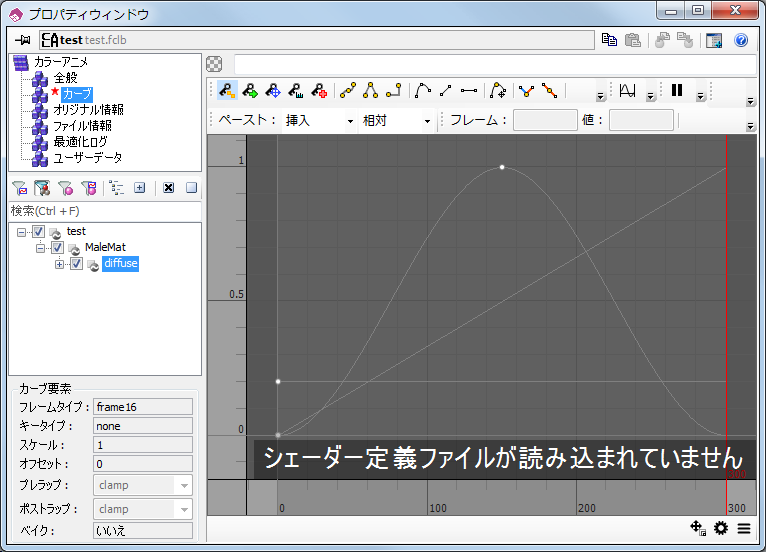 プロパティウィンドウ
CA test test.fclb
カラーアニメ
全般
カーブ
オリジナル情報
ファイル情報
最適化ログ
ユーザーデータ
ペースト: 挿入 相対 フレーム: 値:
検索(Ctrl + F)
test
MaleMat
diffuse
1
0.5
0
シェーダー定義ファイルが読み込まれていません
0 100 200 300
カーブ要素
フレームタイプ: frame16
キータイプ: none
スケール: 1
オフセット: 0
プレラップ: clamp
ポストラップ: clamp
ベイク: いいえ